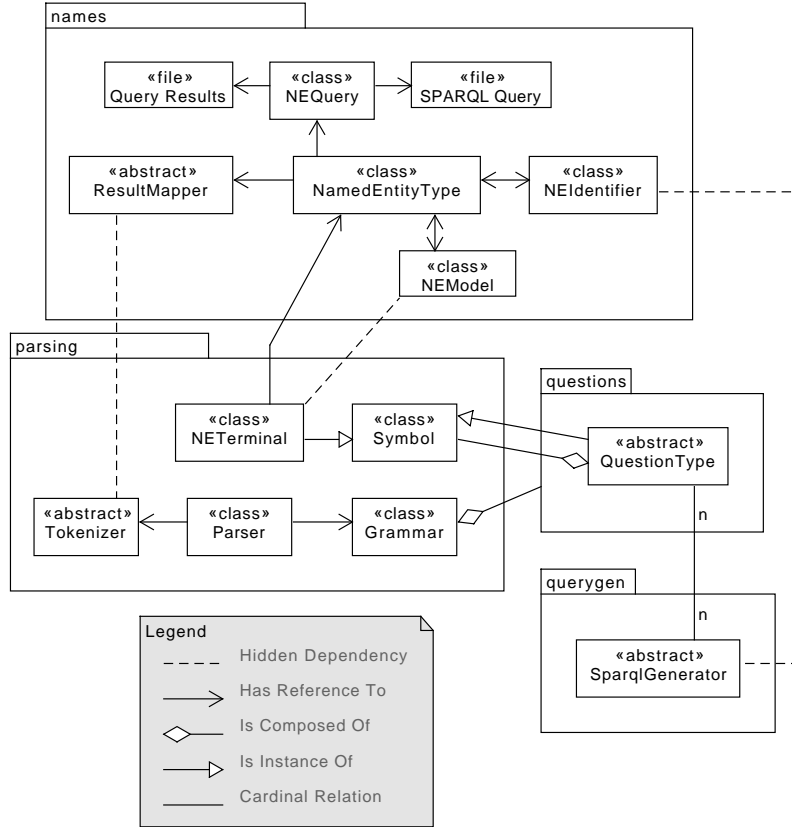 names
«file»
Query Results
«class»
NEQuery
«file»
SPARQL Query
«abstract»
ResultMapper
«class»
NamedEntityType
«class»
NEIdentifier
«class»
NEModel
parsing
«class»
NETerminal
«class»
Symbol
«abstract»
Tokenizer
«class»
Parser
«class»
Grammar
questions
«abstract»
QuestionType
n
querygen
n
«abstract»
SparqlGenerator
Legend
Hidden Dependency
Has Reference To
Is Composed Of
Is Instance Of
Cardinal Relation